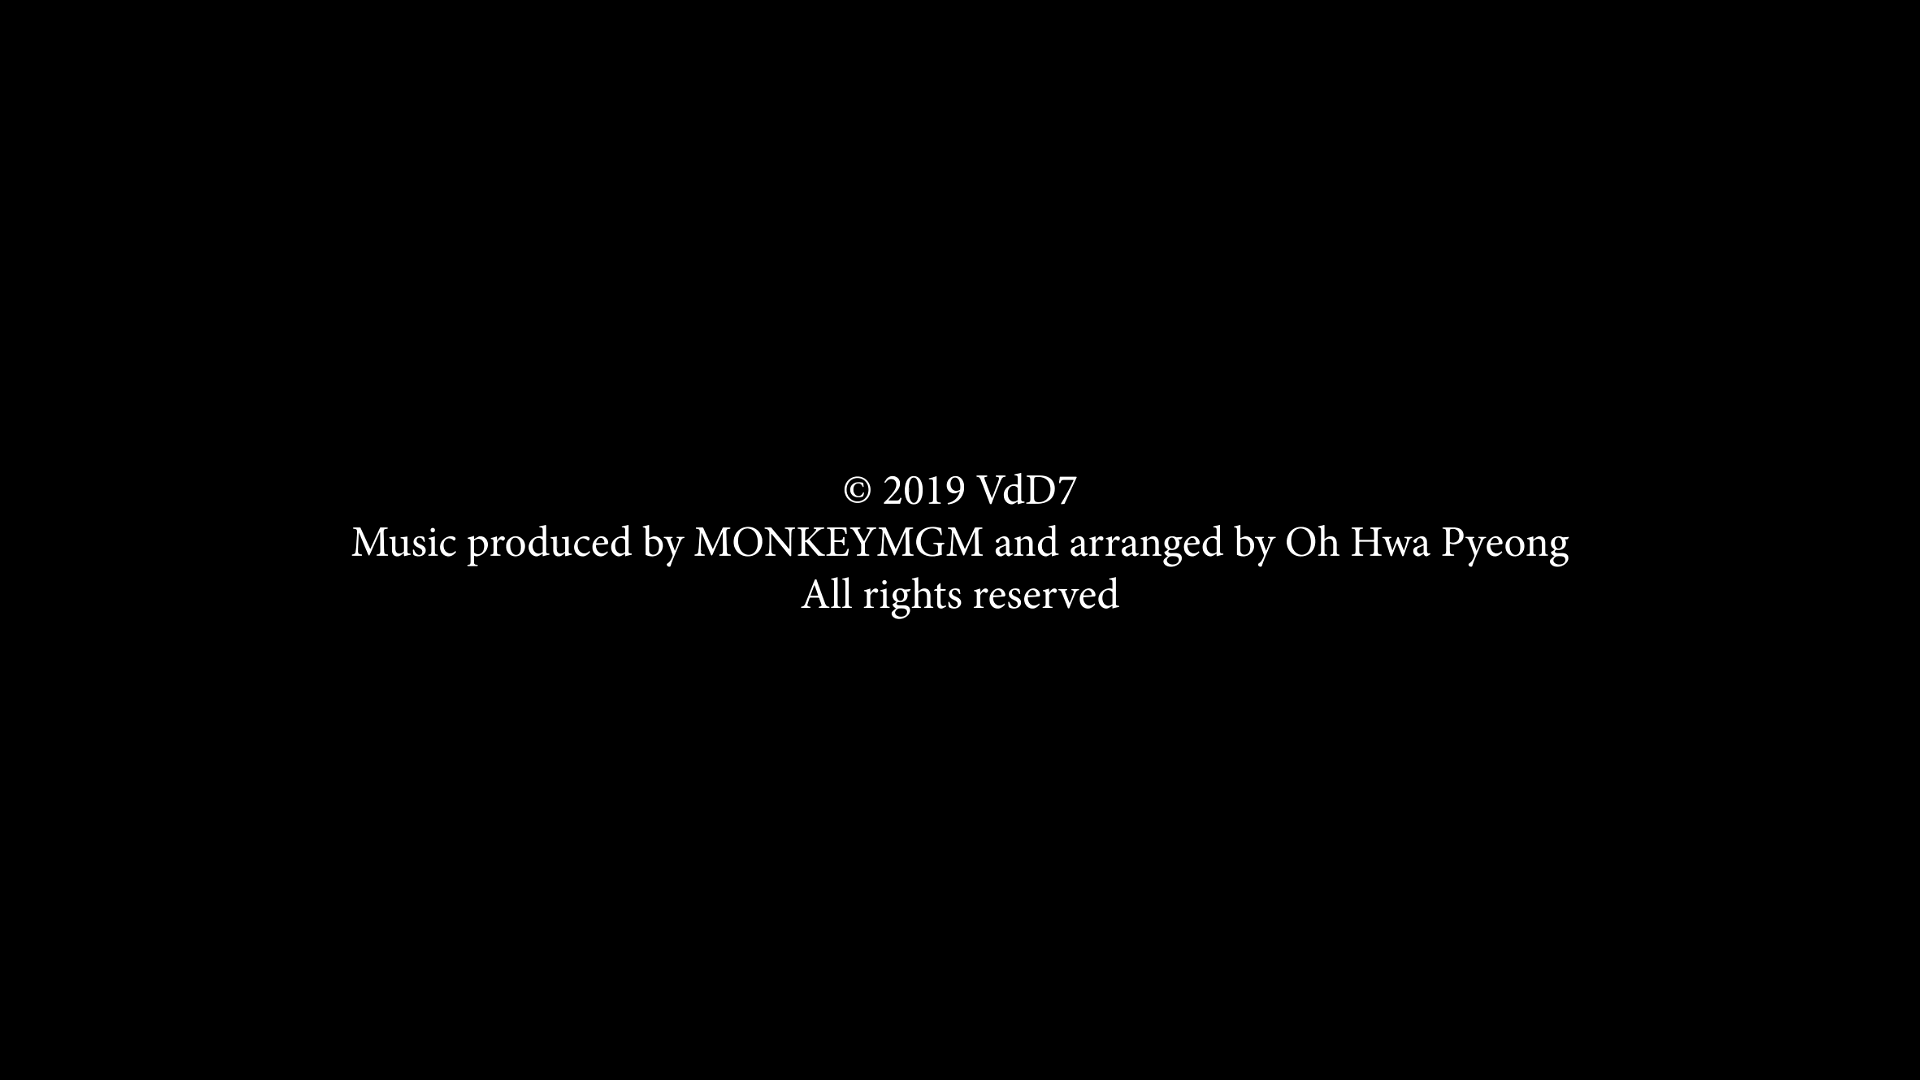 © 2019 VdD7
Music produced by MONKEYMGM and arranged by Oh Hwa Pyeong
All rights reserved